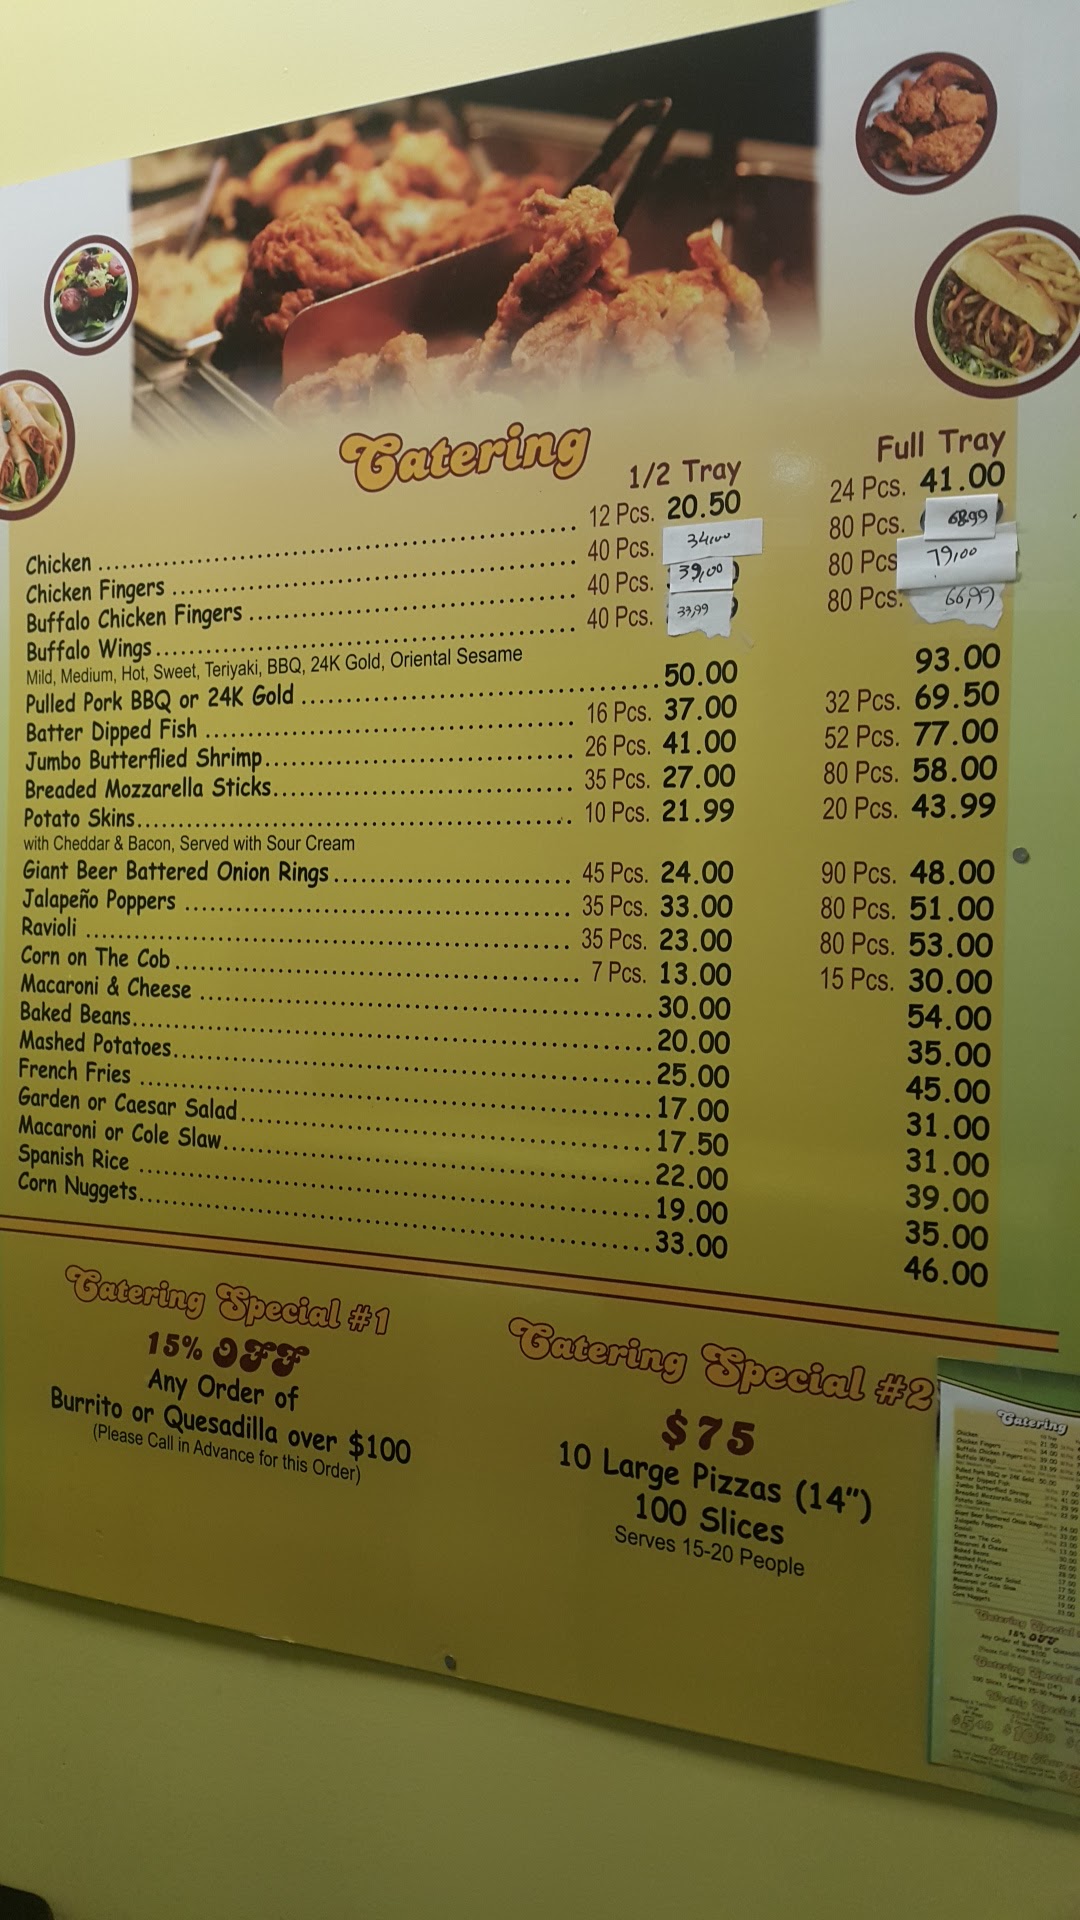 Catering
1/2 Tray Full Tray
Chicken 12 Pcs. 20.50 24 Pcs. 41.00
Chicken Fingers 40 Pcs. 34,00 80 Pcs. 68.99
Buffalo Chicken Fingers 40 Pcs. 39,00 80 Pcs 79,00
Buffalo Wings 40 Pcs. 33,99 80 Pcs. 66,99
Mild, Medium, Hot, Sweet, Teriyaki, BBQ, 24K Gold, Oriental Sesame
Pulled Pork BBQ or 24K Gold 50.00 93.00
Batter Dipped Fish 16 Pcs. 37.00 32 Pcs. 69.50
Jumbo Butterflied Shrimp 26 Pcs. 41.00 52 Pcs. 77.00
Breaded Mozzarella Sticks 35 Pcs. 27.00 80 Pcs. 58.00
Potato Skins 10 Pcs. 21.99 20 Pcs. 43.99
with Cheddar & Bacon, Served with Sour Cream
Giant Beer Battered Onion Rings 45 Pcs. 24.00 90 Pcs. 48.00
Jalapeño Poppers 35 Pcs. 33.00 80 Pcs. 51.00
Ravioli 35 Pcs. 23.00 80 Pcs. 53.00
Corn on The Cob 7 Pcs. 13.00 15 Pcs. 30.00
Macaroni & Cheese 30.00 54.00
Baked Beans 20.00 35.00
Mashed Potatoes 25.00 45.00
French Fries 17.00 31.00
Garden or Caesar Salad 17.50 31.00
Macaroni or Cole Slaw 22.00 39.00
Spanish Rice 19.00 35.00
Corn Nuggets 33.00 46.00
Catering Special #1
15% OFF
Any Order of
Burrito or Quesadilla over $100
(Please Call in Advance for this Order)
Catering Special #2
$75
10 Large Pizzas (14")
100 Slices
Serves 15-20 People
Catering